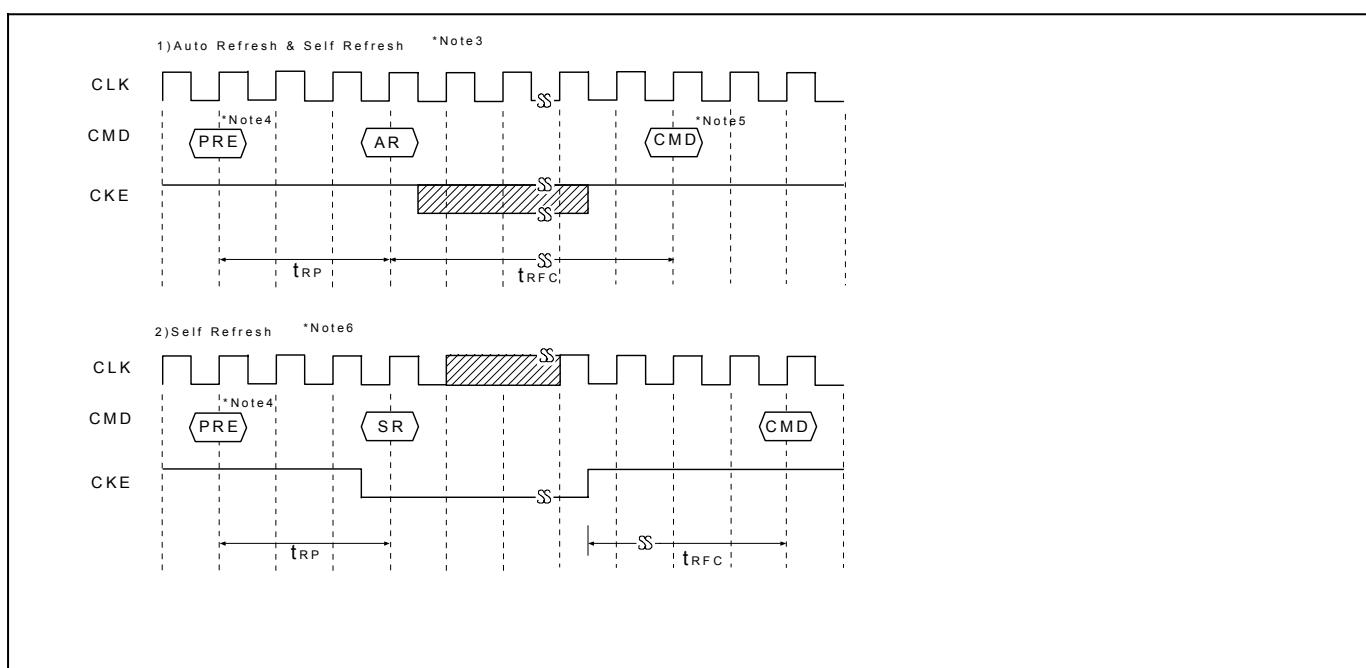 1)Auto Refresh & Self Refresh *Note3
CLK
CMD PRE *Note4 AR CMD *Note5
CKE
tRP tRFC
2)Self Refresh *Note6
CLK
CMD PRE *Note4 SR CMD
CKE
tRP tRFC